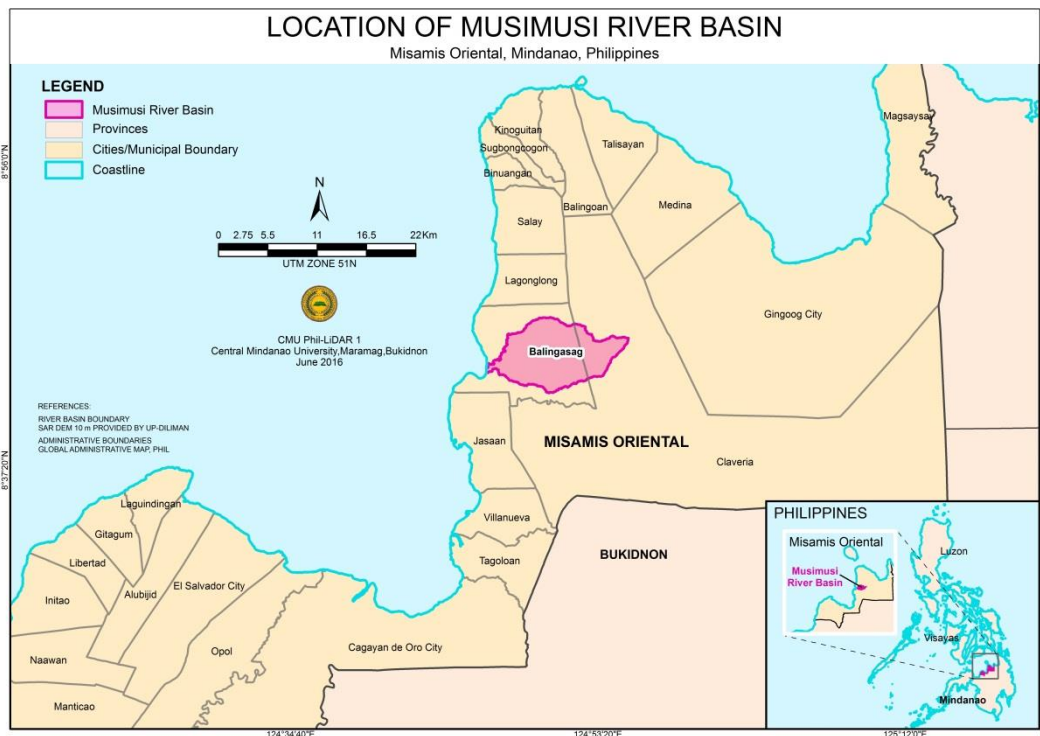 LOCATION OF MUSIMUSI RIVER BASIN
Misamis Oriental, Mindanao, Philippines
LEGEND
Musimusi River Basin
Provinces
Cities/Municipal Boundary
Coastline
N
0 2.75 5.5 11 16.5 22Km
UTM ZONE 51N
CMU Phil-LiDAR 1
Central Mindanao University,Maramag,Bukidnon
June 2016
REFERENCES:
RIVER BASIN BOUNDARY
SAR DEM 10 m PROVIDED BY UP-DILIMAN
ADMINISTRATIVE BOUNDARIES
GLOBAL ADMINISTRATIVE MAP, PHIL
8°56'0"N
8°37'20"N
Magsaysay
Kinoguitan
Sugbongcogon
Talisayan
Binuangan
Balingoan
Medina
Salay
Lagonglong
Gingoog City
Balingasag
Jasaan
MISAMIS ORIENTAL
Claveria
Villanueva
Tagoloan
BUKIDNON
Laguindingan
Gitagum
Libertad
Alubijid
El Salvador City
Initao
Opol
Cagayan de Oro City
Naawan
Manticao
PHILIPPINES
Misamis Oriental
Musimusi
River Basin
Luzon
Visayas
Mindanao
124°34'40"E
124°53'20"E
125°12'0"E